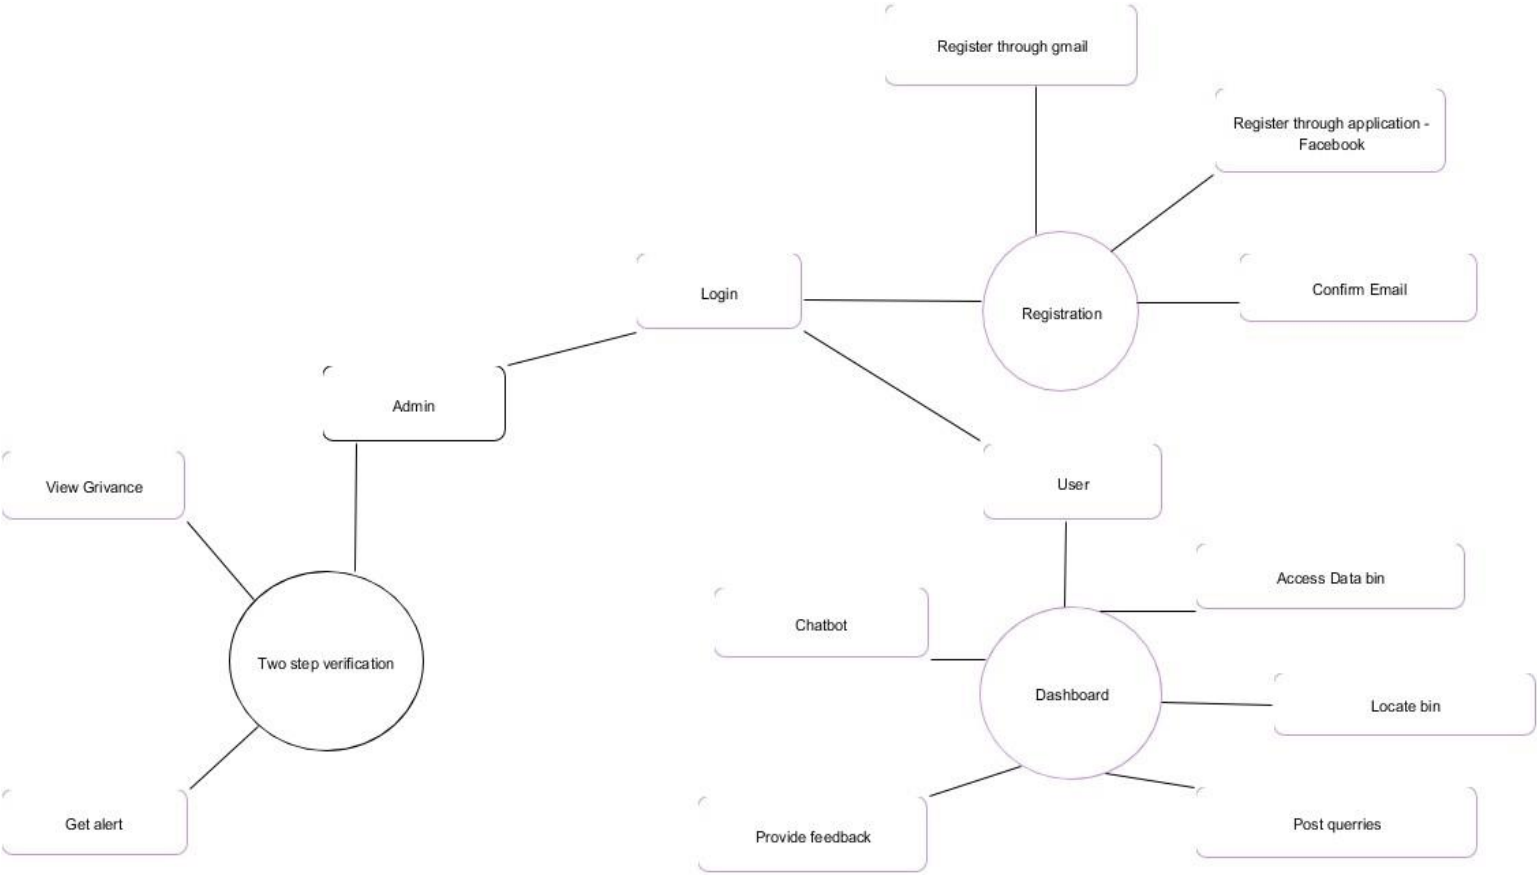 Register through gmail
Register through application -
Facebook
Login
Registration
Confirm Email
Admin
View Grivance
User
Two step verification
Access Data bin
Chatbot
Dashboard
Locate bin
Get alert
Provide feedback
Post querries